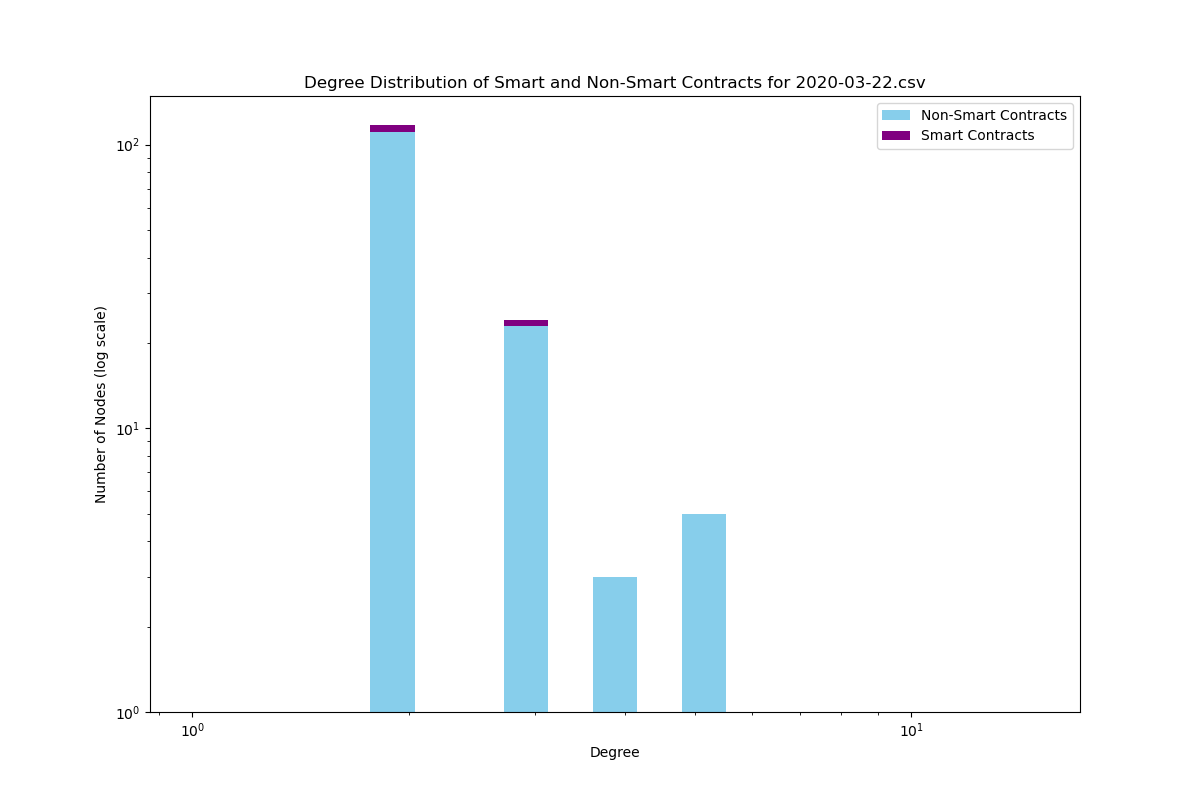 Degree Distribution of Smart and Non-Smart Contracts for 2020-03-22.csv
Non-Smart Contracts
Smart Contracts
Number of Nodes (log scale)
10²
10¹
10⁰
10⁰ 10¹
Degree